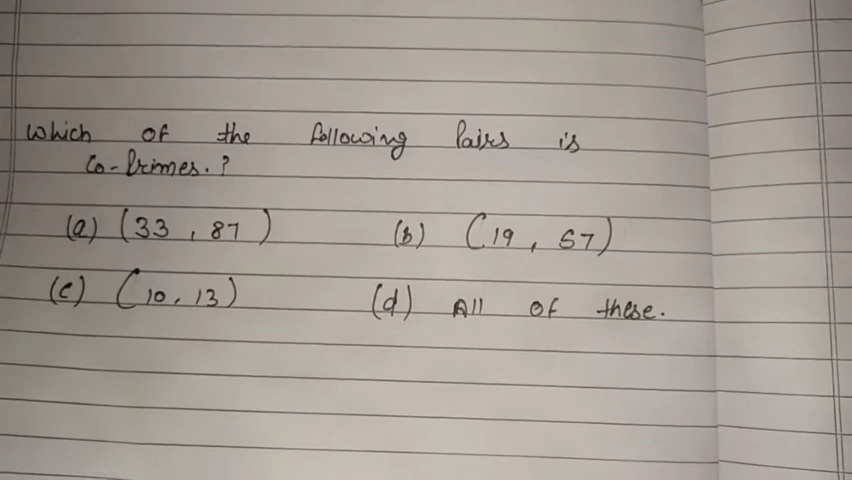 Which of the following Pairs is
Co-Primes.?
(a) (33, 87) (b) (19, 57)
(c) (10, 13) (d) All of these.